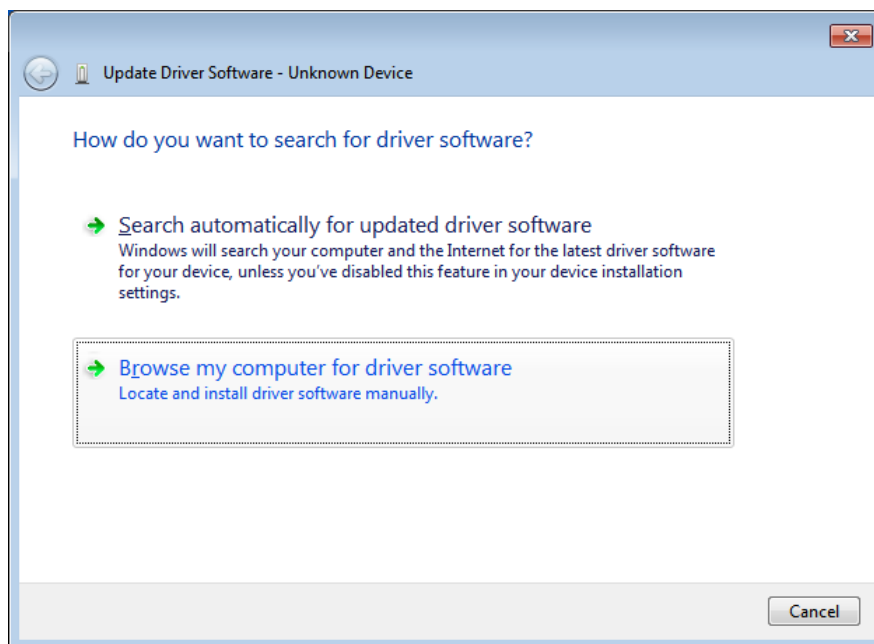 Update Driver Software - Unknown Device
How do you want to search for driver software?
Search automatically for updated driver software
Windows will search your computer and the Internet for the latest driver software
for your device, unless you've disabled this feature in your device installation
settings.
Browse my computer for driver software
Locate and install driver software manually.
Cancel